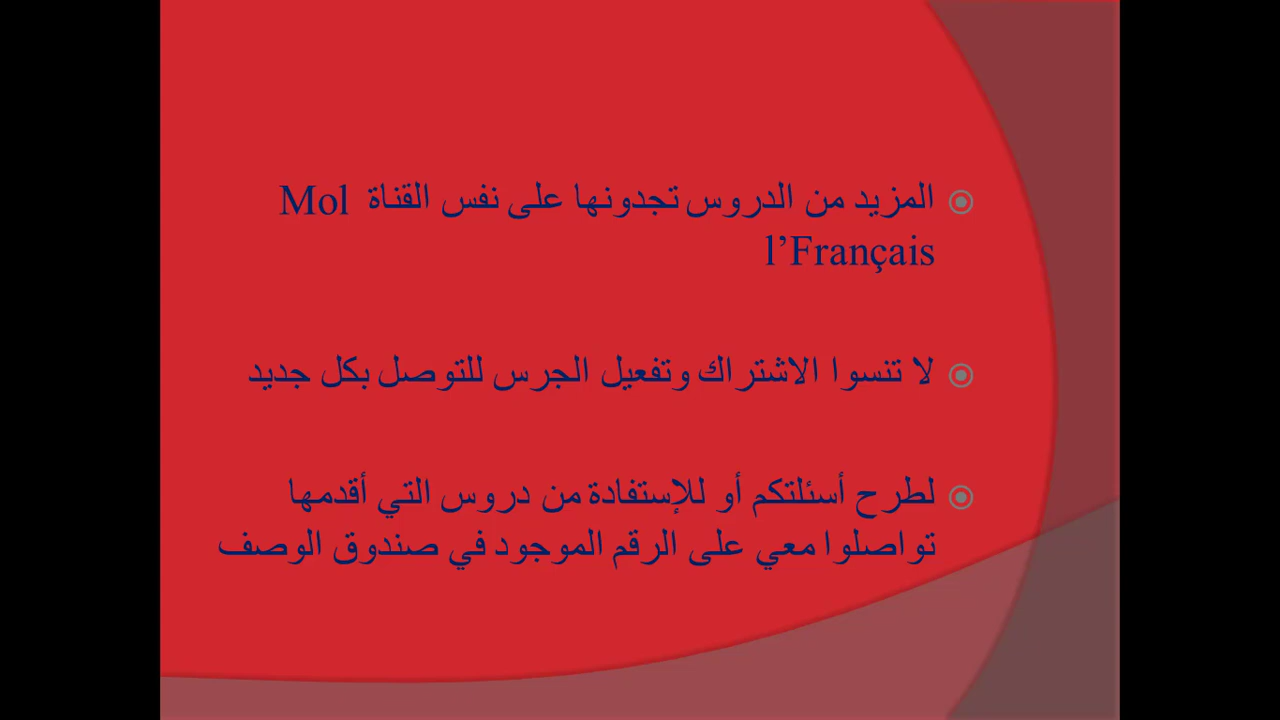 المزيد من الدروس تجدونها على نفس القناة Mol
l’Français
لا تنسوا الاشتراك وتفعيل الجرس للتوصل بكل جديد
لطرح أسئلتكم أو للإستفادة من دروس التي أقدمها
تواصلوا معي على الرقم الموجود في صندوق الوصف